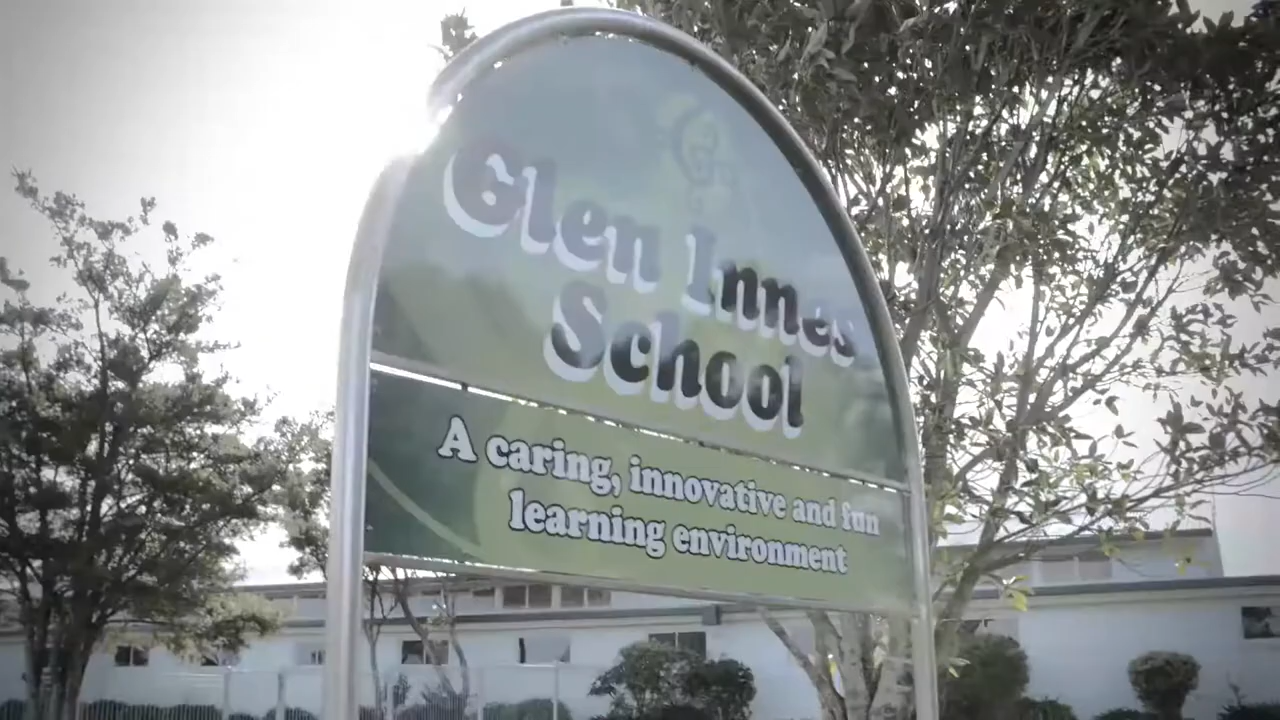 Glen Innes
School
A caring, innovative and fun
learning environment